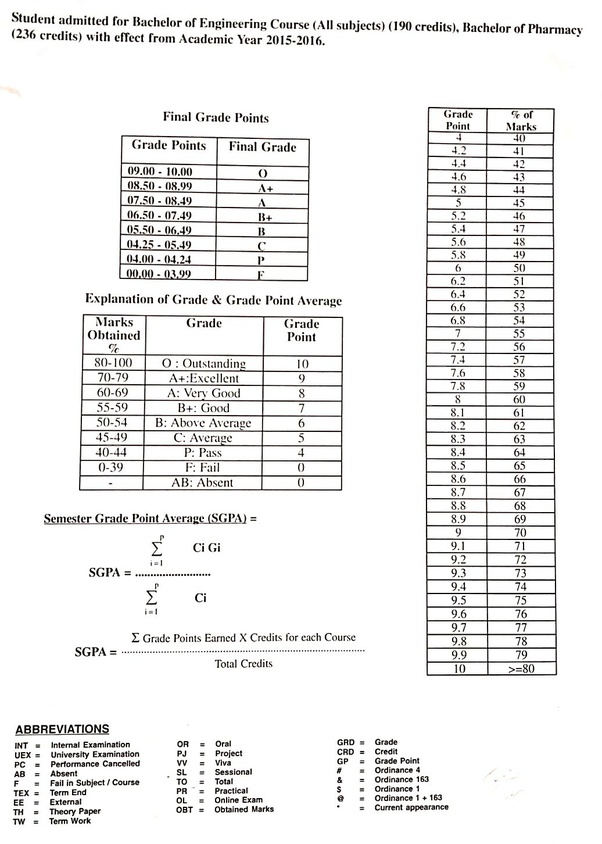 Student admitted for Bachelor of Engineering Course (All subjects) (190 credits), Bachelor of Pharmacy
(236 credits) with effect from Academic Year 2015-2016.
Final Grade Points
Grade Points Final Grade
09.00 - 10.00 O
08.50 - 08.99 A+
07.50 - 08.49 A
06.50 - 07.49 B+
05.50 - 06.49 B
04.25 - 05.49 C
04.00 - 04.24 P
00.00 - 03.99 F
Explanation of Grade & Grade Point Average
Marks Obtained % Grade Grade Point
80-100 O : Outstanding 10
70-79 A+:Excellent 9
60-69 A: Very Good 8
55-59 B+: Good 7
50-54 B: Above Average 6
45-49 C: Average 5
40-44 P: Pass 4
0-39 F: Fail 0
- AB: Absent 0
Semester Grade Point Average (SGPA) =
p
∑ Ci Gi
i=1
SGPA = ..........................
p
∑ Ci
i=1
Σ Grade Points Earned X Credits for each Course
SGPA = ................................................................................
Total Credits
Grade Point % of Marks
4 40
4.2 41
4.4 42
4.6 43
4.8 44
5 45
5.2 46
5.4 47
5.6 48
5.8 49
6 50
6.2 51
6.4 52
6.6 53
6.8 54
7 55
7.2 56
7.4 57
7.6 58
7.8 59
8 60
8.1 61
8.2 62
8.3 63
8.4 64
8.5 65
8.6 66
8.7 67
8.8 68
8.9 69
9 70
9.1 71
9.2 72
9.3 73
9.4 74
9.5 75
9.6 76
9.7 77
9.8 78
9.9 79
10 >=80
ABBREVIATIONS
INT = Internal Examination
UEX = University Examination
PC = Performance Cancelled
AB = Absent
F = Fail in Subject / Course
TEX = Term End
EE = External
TH = Theory Paper
TW = Term Work
OR = Oral
PJ = Project
VV = Viva
SL = Sessional
TO = Total
PR = Practical
OL = Online Exam
OBT = Obtained Marks
GRD = Grade
CRD = Credit
GP = Grade Point
# = Ordinance 4
& = Ordinance 163
$ = Ordinance 1
@ = Ordinance 1 + 163
* = Current appearance